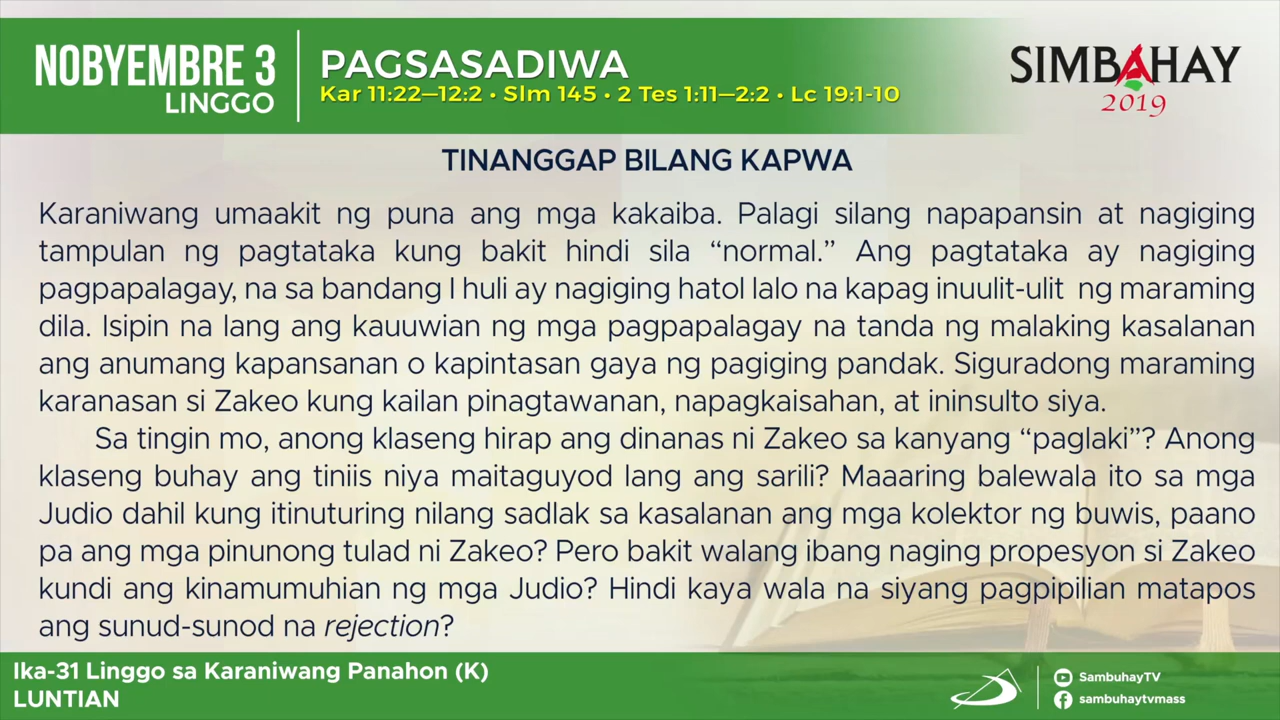 NOBYEMBRE 3
LINGGO
PAGSASADIWA
Kar 11:22—12:2 • Slm 145 • 2 Tes 1:11—2:2 • Lc 19:1-10
SIMBAHAY
2019
TINANGGAP BILANG KAPWA
Karaniwang umaakit ng puna ang mga kakaiba. Palagi silang napapansin at nagiging
tampulan ng pagtataka kung bakit hindi sila “normal.” Ang pagtataka ay nagiging
pagpapalagay, na sa bandang l huli ay nagiging hatol lalo na kapag inuulit-ulit ng maraming
dila. Isipin na lang ang kauuwian ng mga pagpapalagay na tanda ng malaking kasalanan
ang anumang kapansanan o kapintasan gaya ng pagiging pandak. Siguradong maraming
karanasan si Zakeo kung kailan pinagtawanan, napagkaisahan, at ininsulto siya.
Sa tingin mo, anong klaseng hirap ang dinanas ni Zakeo sa kanyang “paglaki”? Anong
klaseng buhay ang tiniis niya maitaguyod lang ang sarili? Maaaring balewala ito sa mga
Judio dahil kung itinuturing nilang sadlak sa kasalanan ang mga kolektor ng buwis, paano
pa ang mga pinunong tulad ni Zakeo? Pero bakit walang ibang naging propesyon si Zakeo
kundi ang kinamumuhian ng mga Judio? Hindi kaya wala na siyang pagpipilian matapos
ang sunud-sunod na rejection?
Ika-31 Linggo sa Karaniwang Panahon (K)
LUNTIAN
SambuhayTV
sambuhaytvmass